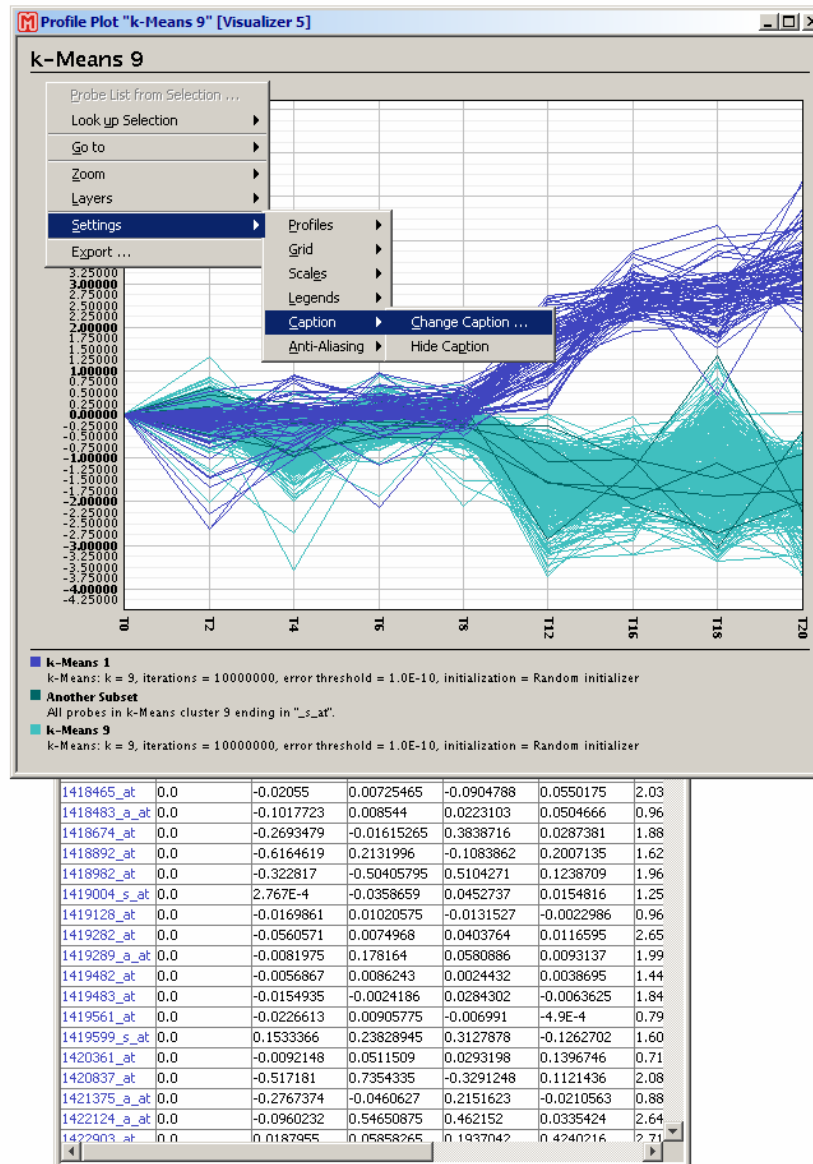 Profile Plot "k-Means 9" [Visualizer 5]
k-Means 9
Probe List from Selection ...
Look up Selection
Go to
Zoom
Layers
Settings
Export ...
Profiles
Grid
Scales
Legends
Caption
Anti-Aliasing
Change Caption ...
Hide Caption
3.25000
3.00000
2.75000
2.50000
2.25000
2.00000
1.75000
1.50000
1.25000
1.00000
0.75000
0.50000
0.25000
0.00000
-0.25000
-0.50000
-0.75000
-1.00000
-1.25000
-1.50000
-1.75000
-2.00000
-2.25000
-2.50000
-2.75000
-3.00000
-3.25000
-3.50000
-3.75000
-4.00000
-4.25000
T0 T2 T4 T6 T8 T12 T16 T18 T20
k-Means 1
k-Means: k = 9, iterations = 10000000, error threshold = 1.0E-10, initialization = Random initializer
Another Subset
All probes in k-Means cluster 9 ending in "_s_at".
k-Means 9
k-Means: k = 9, iterations = 10000000, error threshold = 1.0E-10, initialization = Random initializer
1418465_at 0.0 -0.02055 0.00725465 -0.0904788 0.0550175 2.03
1418483_a_at 0.0 -0.1017723 0.008544 0.0223103 0.0504666 0.96
1418674_at 0.0 -0.2693479 -0.01615265 0.3838716 0.0287381 1.88
1418892_at 0.0 -0.6164619 0.2131996 -0.1083862 0.2007135 1.62
1418982_at 0.0 -0.322817 -0.50405795 0.5104271 0.1238709 1.96
1419004_s_at 0.0 2.767E-4 -0.0358659 0.0452737 0.0154816 1.25
1419128_at 0.0 -0.0169861 0.01020575 -0.0131527 -0.0022986 0.96
1419282_at 0.0 -0.0560571 0.0074968 0.0403764 0.0116595 2.65
1419289_a_at 0.0 -0.0081975 0.178164 0.0580886 0.0093137 1.99
1419482_at 0.0 -0.0056867 0.0086243 0.0024432 0.0038695 1.44
1419483_at 0.0 -0.0154935 -0.0024186 0.0284302 -0.0063625 1.84
1419561_at 0.0 -0.0226613 0.00905775 -0.006991 -4.9E-4 0.79
1419599_s_at 0.0 0.1533366 0.23828945 0.3127878 -0.1262702 1.60
1420361_at 0.0 -0.0092148 0.0511509 0.0293198 0.1396746 0.71
1420837_at 0.0 -0.517181 0.7354335 -0.3291248 0.1121436 2.08
1421375_a_at 0.0 -0.2767374 -0.0460627 0.2151623 -0.0210563 0.88
1422124_a_at 0.0 -0.0960232 0.54650875 0.462152 0.0335424 2.64
1422903_at 0.0 0.0187955 0.05858265 0.1937042 0.4240216 2.71